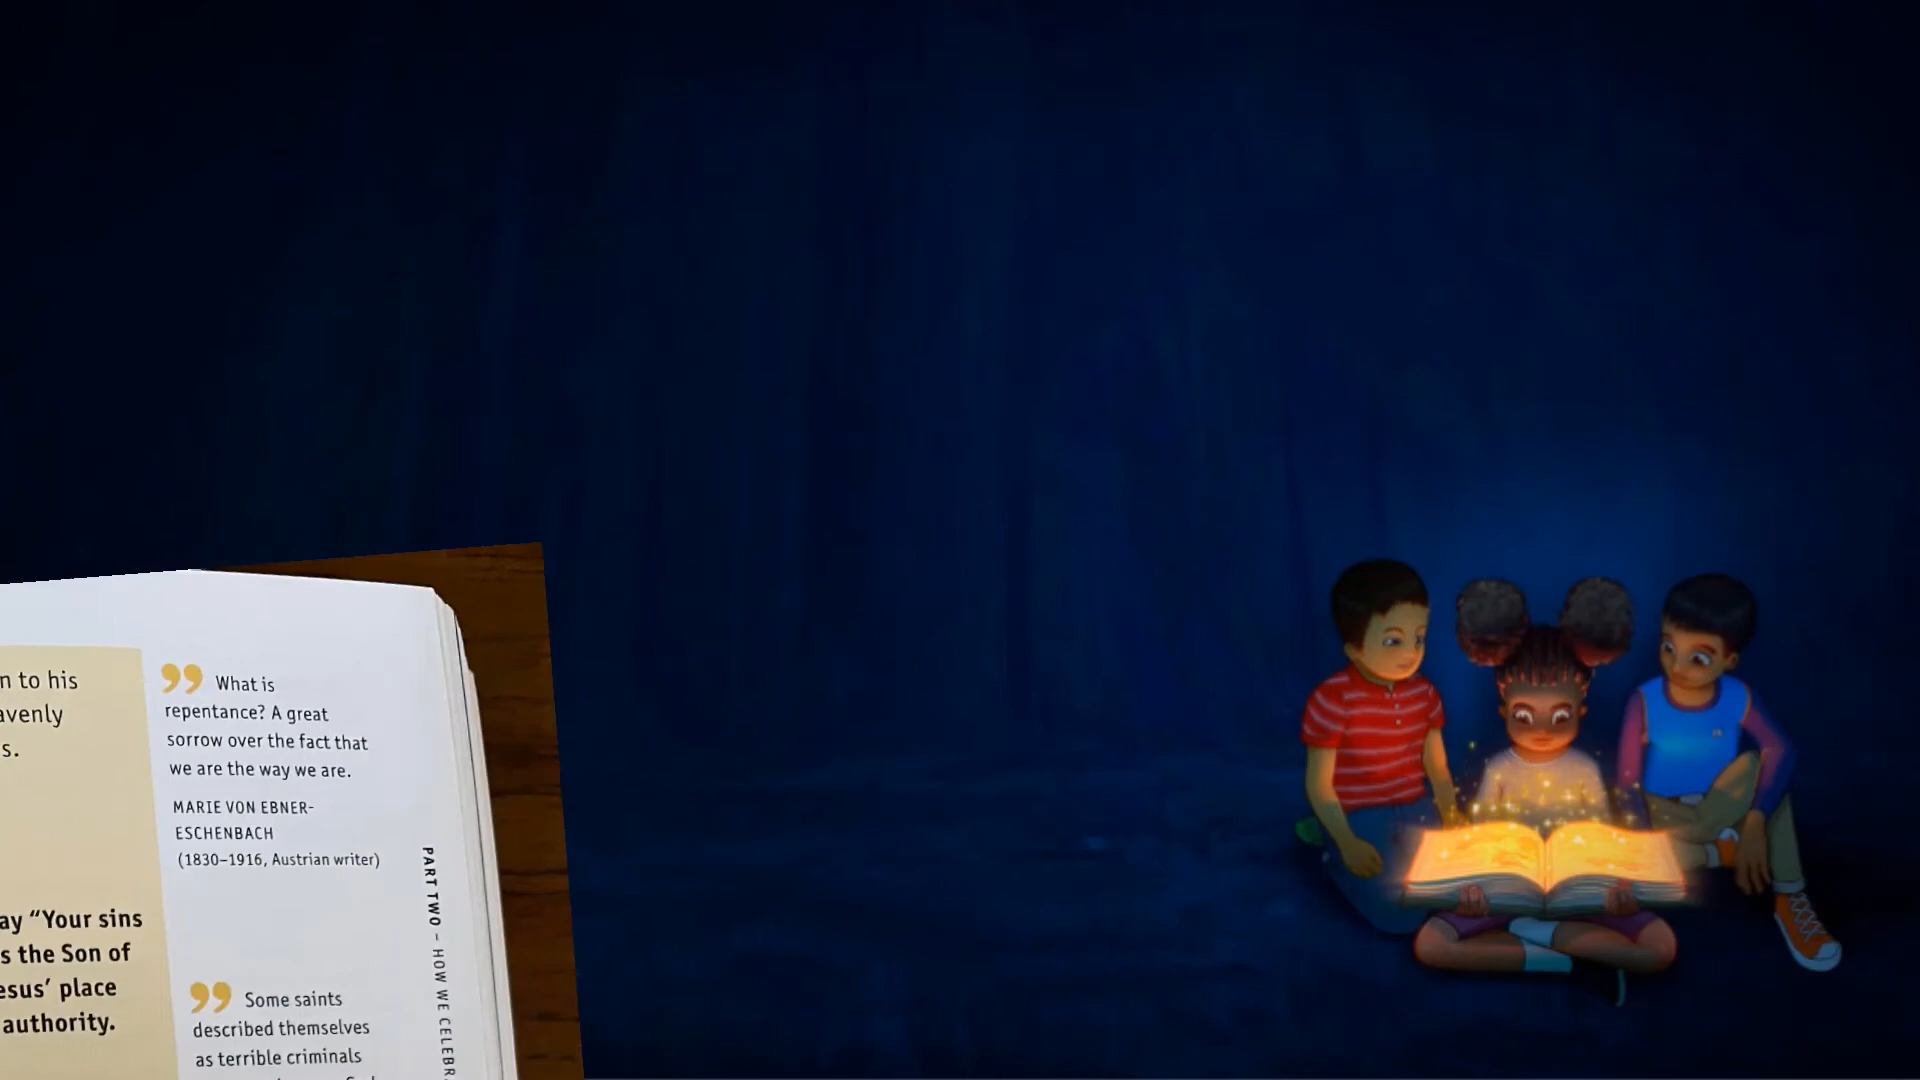 n to his
avenly
s.
ay “Your sins
s the Son of
esus’ place
authority.
” What is
repentance? A great
sorrow over the fact that
we are the way we are.
MARIE VON EBNER-
ESCHENBACH
(1830–1916, Austrian writer)
” Some saints
described themselves
as terrible criminals
PART TWO – HOW WE CELEBR